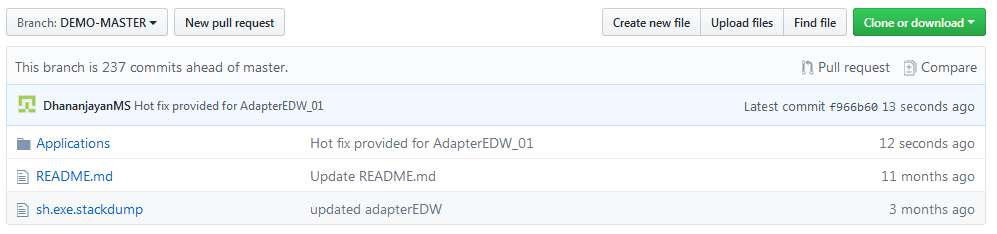 Branch: DEMO-MASTER New pull request Create new file Upload files Find file Clone or download
This branch is 237 commits ahead of master. Pull request Compare
DhananjayanMS Hot fix provided for AdapterEDW_01 Latest commit f966b60 13 seconds ago
Applications Hot fix provided for AdapterEDW_01 12 seconds ago
README.md Update README.md 11 months ago
sh.exe.stackdump updated adapterEDW 3 months ago